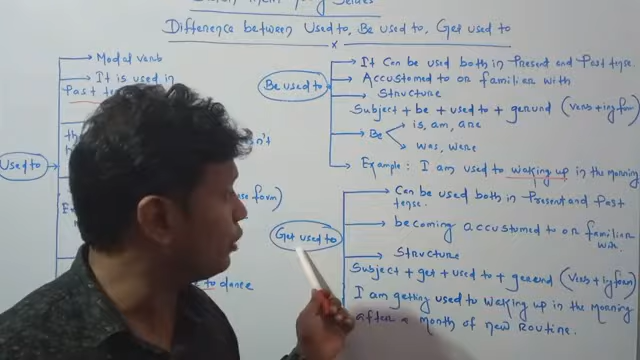 Difference between Used to, Be used to, Get used to
x
Modal verb
It is used in
Past
Used to
th
n't
se form)
E
to dance
Be used to
It Can be used both in Present and Past tense.
Accustomed to or familiar with
Structure
Subject + be + used to + gerund (Verb + ing form)
Be
is, am, are
was, were
Example: I am used to waking up in the morning
Get used to
Can be used both in Present and Past
tense.
becoming accustomed to or familiar
with.
Structure
Subject + get + used to + gerund (Verb + ing form)
I am getting used to waking up in the morning
after a month of new routine.